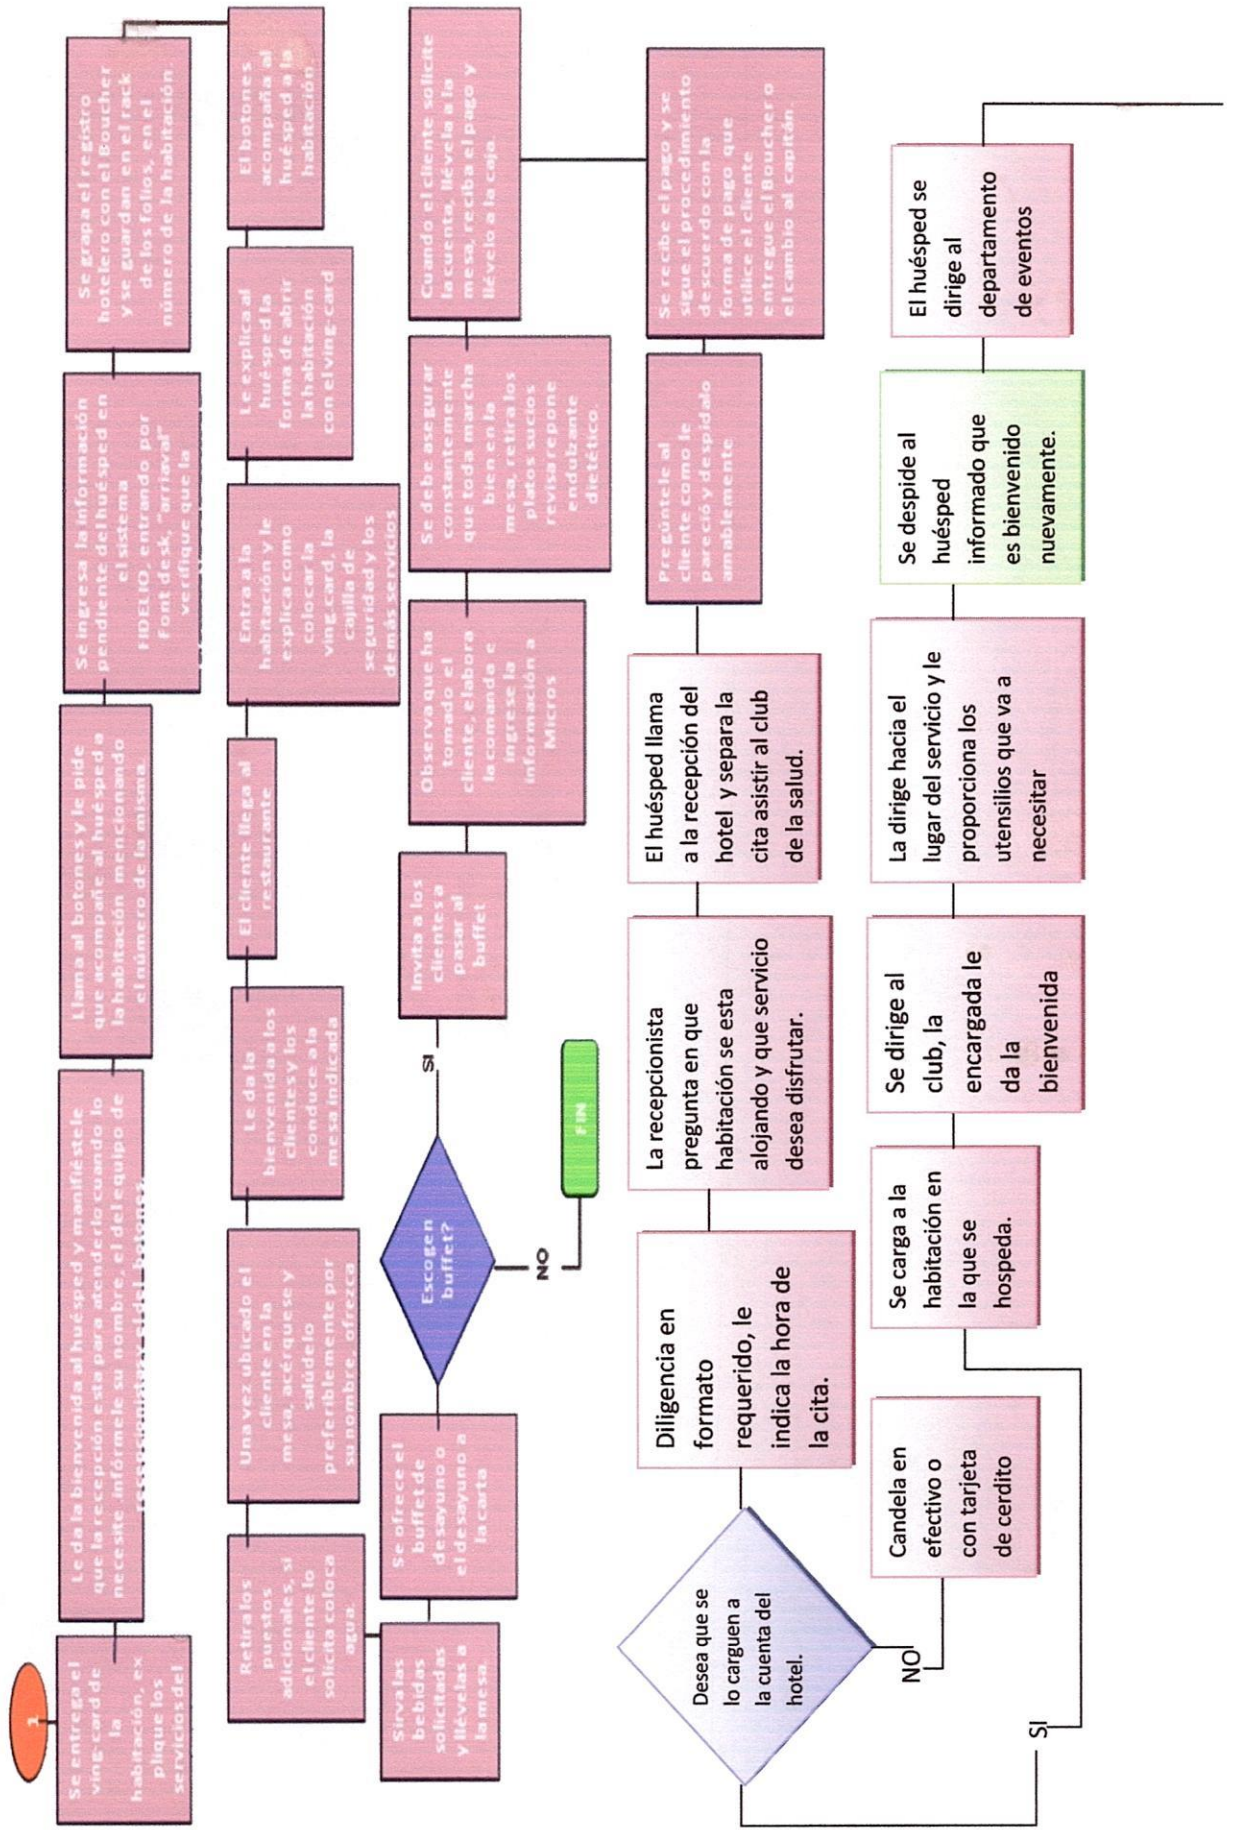 1
Se entrega el
ving-card de
la
habitación, ex
plique los
servicios del
Le da la bienvenida al huésped y manifiéstele
que la recepción esta para atenderlo cuando lo
necesite, infórmele su nombre, el del equipo de
Llama al botones y le pide
que acompañe al huésped a
la habitación mencionando
el número de la misma.
Se ingresa la información
pendiente del huésped en
el sistema
FIDELIO, entrando por
Font desk, "arriaval"
verifique que la
Se grapa el registro
hotelero con el Boucher
y se guardan en el rack
de los folios, en el
número de la habitación.
El botones
acompaña al
huésped a la
habitación.
Le explica al
huésped la
forma de abrir
la habitación
con el ving-card
Entra a la
habitación y le
explica como
colocar la
ving card, la
cajilla de
seguridad y los
demás servicios
El cliente llega al
restaurante
Le da la
bienvenida a los
clientes y los
conduce a la
mesa indicada
Una vez ubicado el
cliente en la
mesa, acérquese y
salúdelo
preferiblemente por
su nombre, ofrezca
Retira los
puestos
adicionales, si
el cliente lo
solicita coloca
agua.
Sirva las
bebidas
solicitadas
y llévelas a
la mesa.
Se ofrece el
buffet de
desayuno o
el desayuno a
la carta
Escogen
buffet?
SI
NO
FIN
Invita a los
clientes a
pasar al
buffet
Observa que ha
tomado el
cliente, elabora
la comanda e
ingrese la
información a
Micros
Se debe asegurar
constantemente
que toda marcha
bien en la
mesa, retira los
platos sucios
revisa repone
endulzante
dietético.
Cuando el cliente solicite
la cuenta, llévela a la
mesa, reciba el pago y
llévelo a la caja.
Se recibe el pago y se
sigue el procedimiento
descuerdo con la
forma de pago que
utilice el cliente
entregue el Boucher o
el cambio al capitán.
Pregúntele al
cliente como le
pareció y despídalo
amablemente
El huésped llama
a la recepción del
hotel y separa la
cita asistir al club
de la salud.
La recepcionista
pregunta en que
habitación se esta
alojando y que servicio
desea disfrutar.
Diligencia en
formato
requerido, le
indica la hora de
la cita.
Desea que se
lo carguen a
la cuenta del
hotel.
NO
SI
Candela en
efectivo o
con tarjeta
de cerdito
Se carga a la
habitación en
la que se
hospeda.
Se dirige al
club, la
encargada le
da la
bienvenida
La dirige hacia el
lugar del servicio y le
proporciona los
utensilios que va a
necesitar
Se despide al
huésped
informado que
es bienvenido
nuevamente.
El huésped se
dirige al
departamento
de eventos